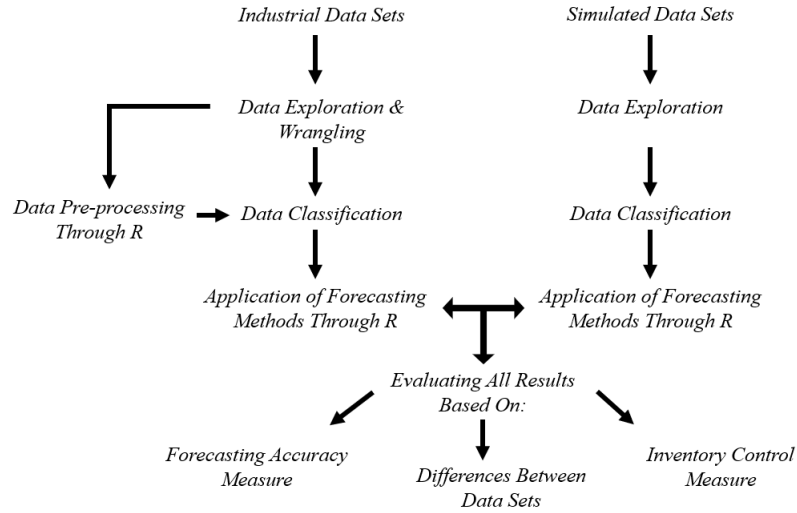 Industrial Data Sets
Simulated Data Sets
Data Exploration &
Wrangling
Data Exploration
Data Pre-processing
Through R
Data Classification
Data Classification
Application of Forecasting
Methods Through R
Application of Forecasting
Methods Through R
Evaluating All Results
Based On:
Forecasting Accuracy
Measure
Differences Between
Data Sets
Inventory Control
Measure